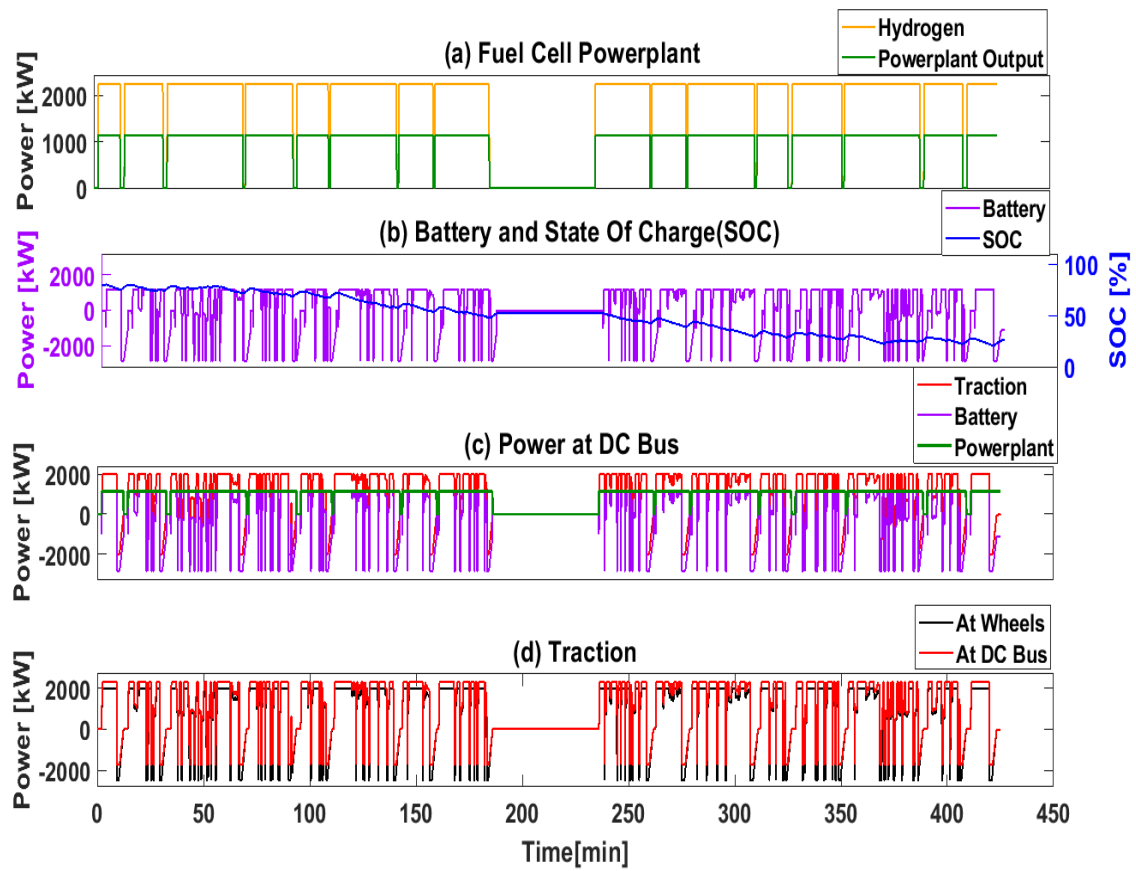 Hydrogen
Powerplant Output
(a) Fuel Cell Powerplant
Power [kW]
2000
1000
0
Battery
SOC
(b) Battery and State Of Charge(SOC)
Power [kW]
2000
0
-2000
100
50
0
SOC [%]
Traction
Battery
Powerplant
(c) Power at DC Bus
Power [kW]
2000
0
-2000
At Wheels
At DC Bus
(d) Traction
Power [kW]
2000
0
-2000
0 50 100 150 200 250 300 350 400 450
Time[min]